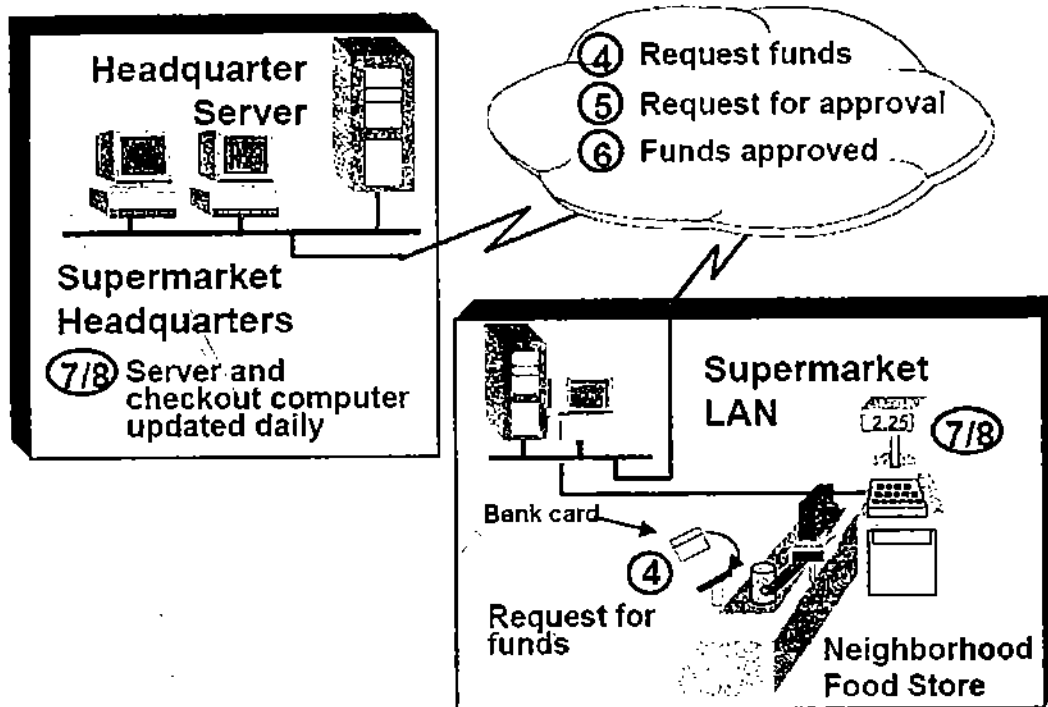 Headquarter
Server
Supermarket
Headquarters
7/8 Server and
checkout computer
updated daily
4 Request funds
5 Request for approval
6 Funds approved
Supermarket
LAN
2.25
7/8
Bank card
4
Request for
funds
Neighborhood
Food Store